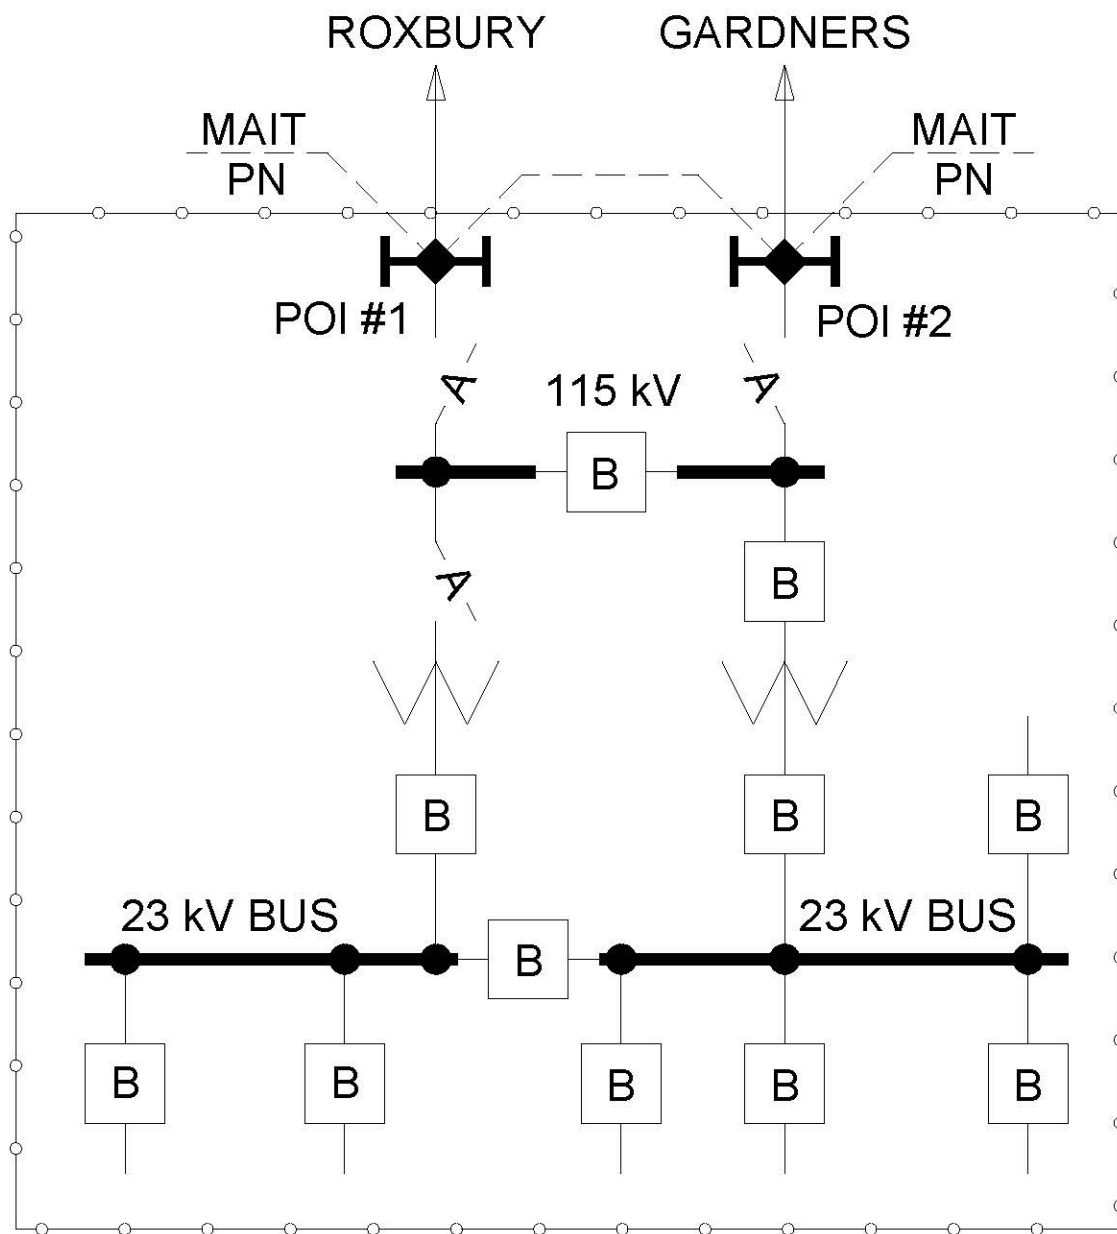 ROXBURY GARDNERS
MAIT MAIT
PN PN
POI #1 POI #2
A 115 kV A
B
B
A
B B B
23 kV BUS 23 kV BUS
B
B B B B B